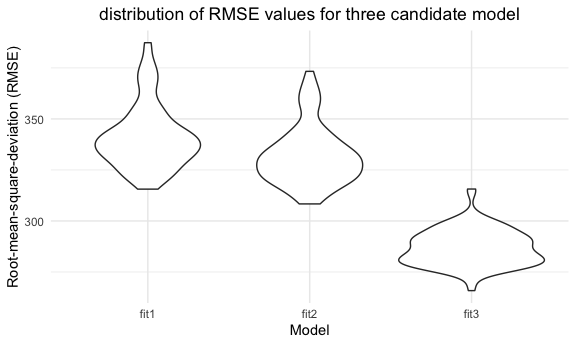 distribution of RMSE values for three candidate model
Root-mean-square-deviation (RMSE)
350
300
fit1
fit2
fit3
Model